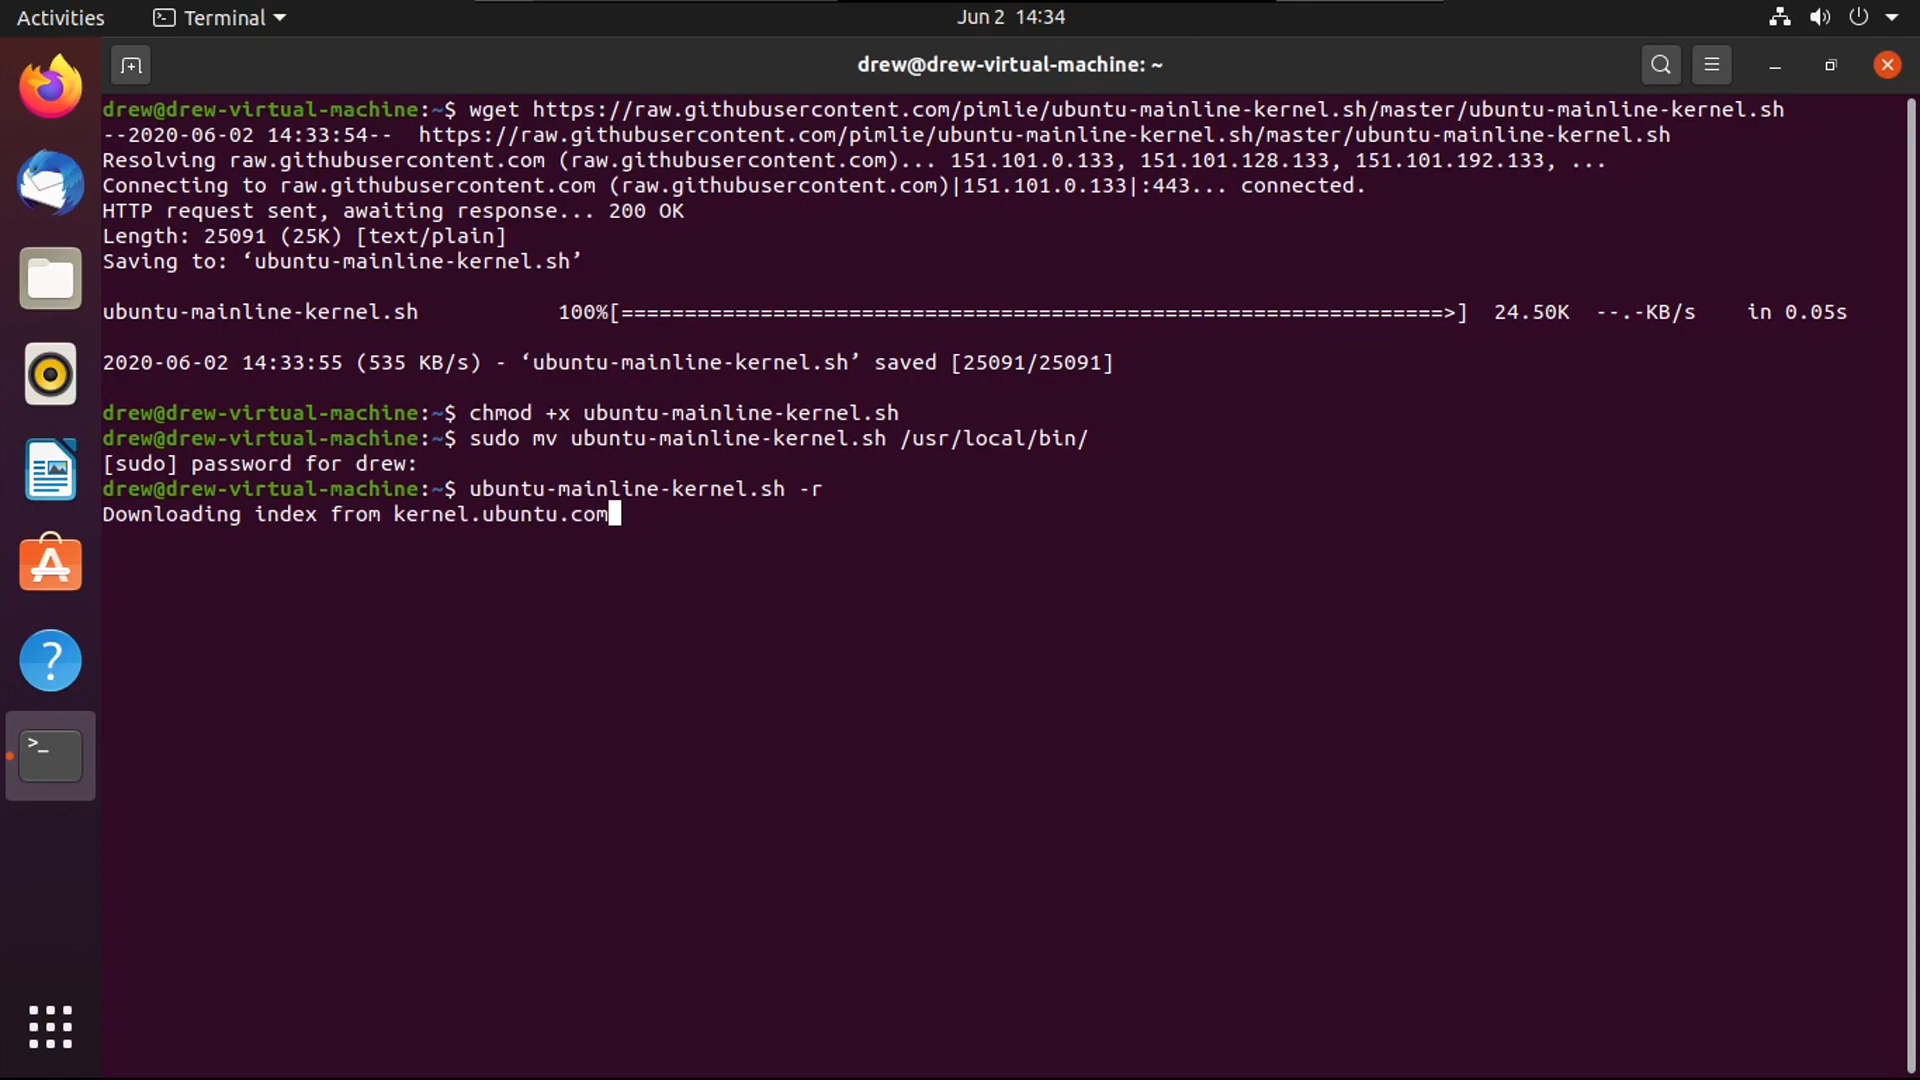 Activities
Terminal
Jun 2 14:34
drew@drew-virtual-machine: ~
drew@drew-virtual-machine:~$ wget https://raw.githubusercontent.com/pimlie/ubuntu-mainline-kernel.sh/master/ubuntu-mainline-kernel.sh
--2020-06-02 14:33:54--  https://raw.githubusercontent.com/pimlie/ubuntu-mainline-kernel.sh/master/ubuntu-mainline-kernel.sh
Resolving raw.githubusercontent.com (raw.githubusercontent.com)... 151.101.0.133, 151.101.128.133, 151.101.192.133, ...
Connecting to raw.githubusercontent.com (raw.githubusercontent.com)|151.101.0.133|:443... connected.
HTTP request sent, awaiting response... 200 OK
Length: 25091 (25K) [text/plain]
Saving to: ‘ubuntu-mainline-kernel.sh’
ubuntu-mainline-kernel.sh           100%[=================================================================>]  24.50K  --.-KB/s    in 0.05s
2020-06-02 14:33:55 (535 KB/s) - ‘ubuntu-mainline-kernel.sh’ saved [25091/25091]
drew@drew-virtual-machine:~$ chmod +x ubuntu-mainline-kernel.sh
drew@drew-virtual-machine:~$ sudo mv ubuntu-mainline-kernel.sh /usr/local/bin/
[sudo] password for drew:
drew@drew-virtual-machine:~$ ubuntu-mainline-kernel.sh -r
Downloading index from kernel.ubuntu.com